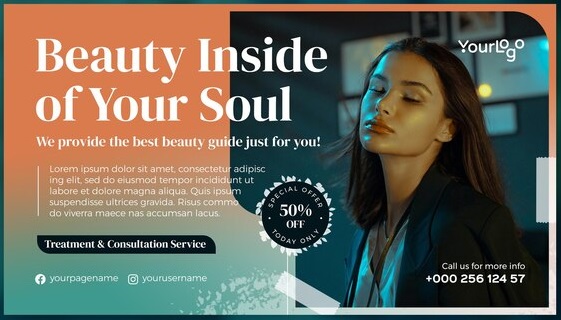 Beauty Inside
of Your Soul
We provide the best beauty guide just for you!
Lorem ipsum dolor sit amet, consectetur adipisc
ing elit, sed do eiusmod tempor incididunt ut
labore et dolore magna aliqua. Quis ipsum
suspendisse ultrices gravida. Risus commo
do viverra maece nas accumsan lacus.
Treatment & Consultation Service
yourpagename
yourusername
SPECIAL OFFER
50%
OFF
TODAY ONLY
YourLogo
Call us for more info
+000 256 124 57